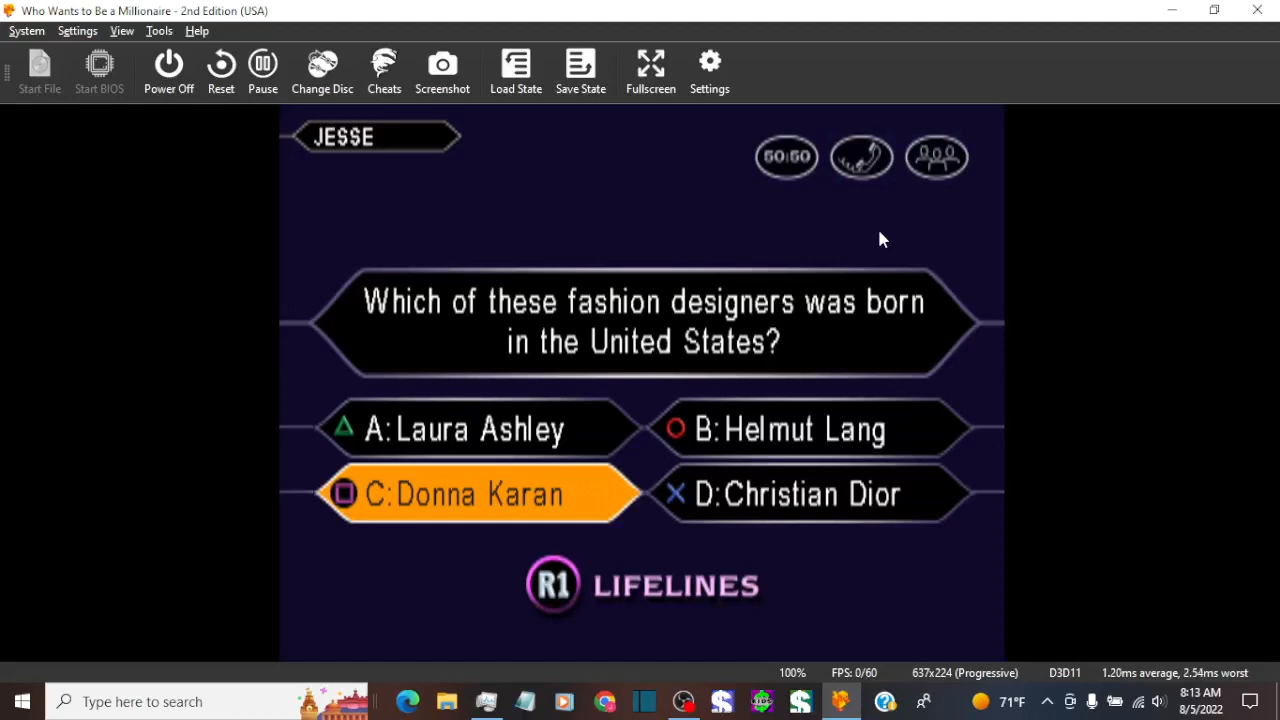 Who Wants to Be a Millionaire - 2nd Edition (USA)
System Settings View Tools Help
Start File Start BIOS Power Off Reset Pause Change Disc Cheats Screenshot Load State Save State Fullscreen Settings
JESSE
50:50
Which of these fashion designers was born
in the United States?
A:Laura Ashley B:Helmut Lang
C:Donna Karan D:Christian Dior
R1 LIFELINES
100% FPS: 0/60 637x224 (Progressive) D3D11 1.20ms average, 2.54ms worst
Type here to search
KIDS
71°F
8:13 AM
8/5/2022